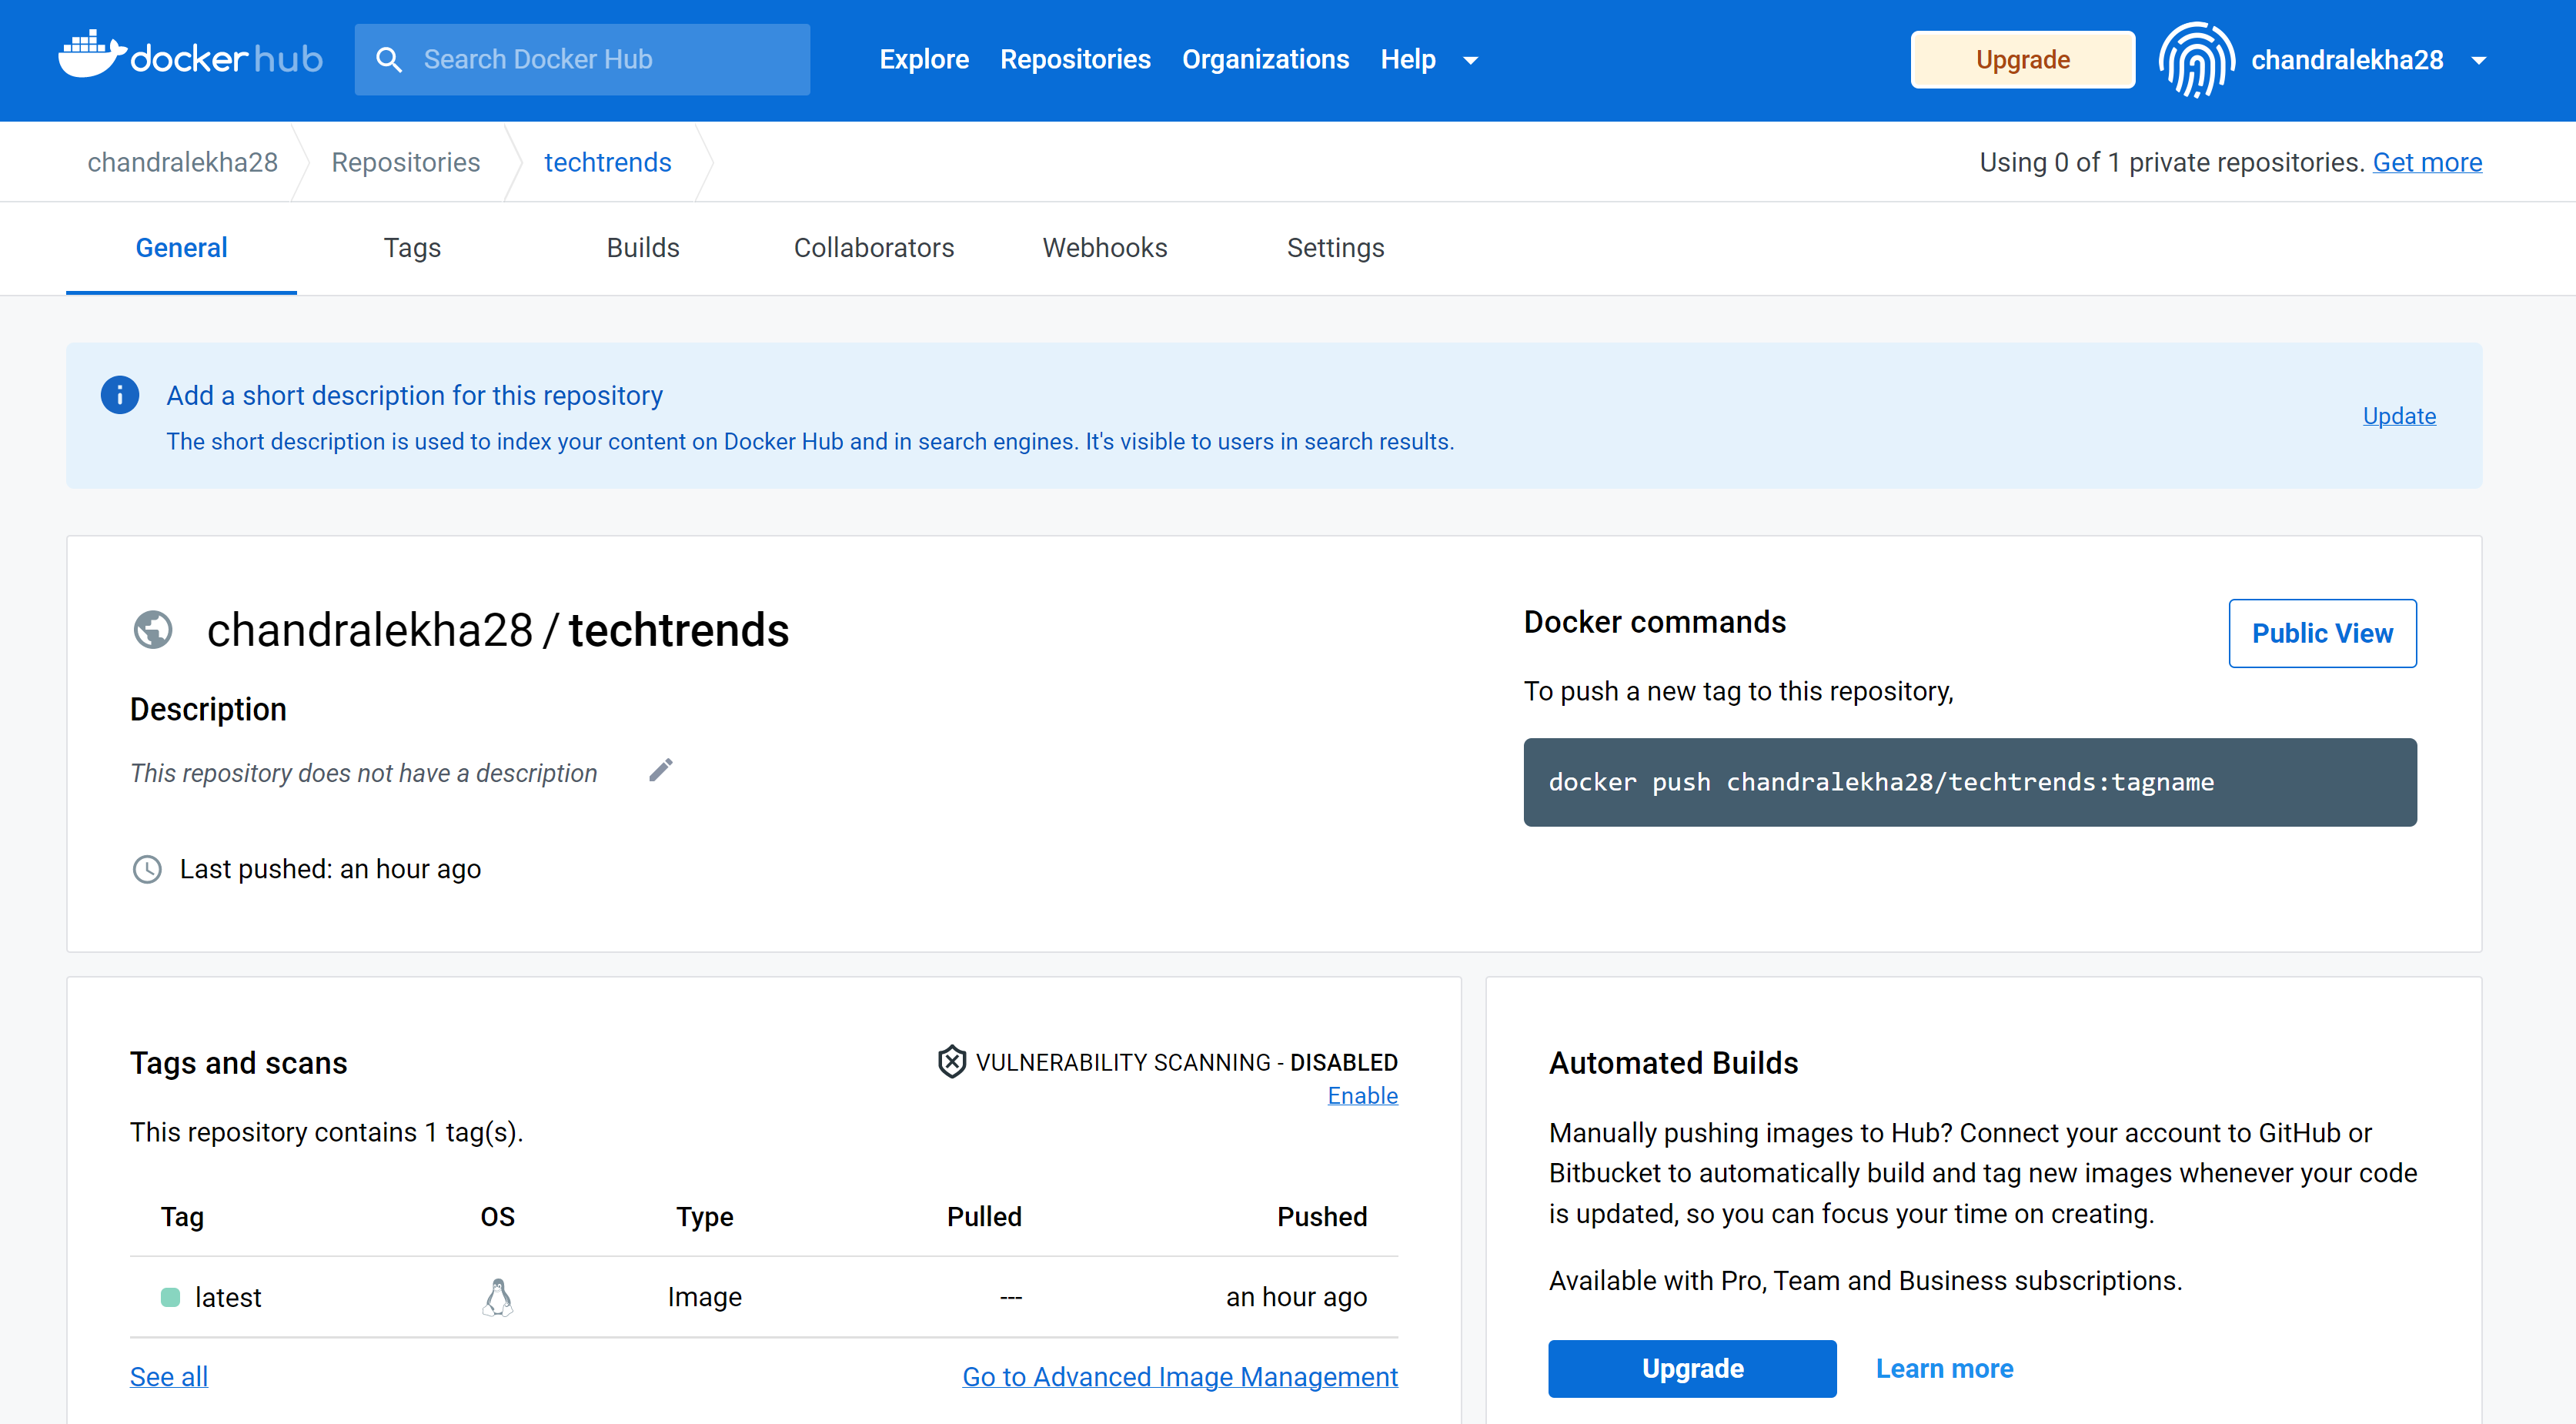 docker hub
Search Docker Hub
Explore Repositories Organizations Help
Upgrade
chandralekha28
chandralekha28 Repositories techtrends
Using 0 of 1 private repositories. Get more
General Tags Builds Collaborators Webhooks Settings
Add a short description for this repository
The short description is used to index your content on Docker Hub and in search engines. It's visible to users in search results.
Update
chandralekha28 / techtrends
Description
This repository does not have a description
Last pushed: an hour ago
Docker commands
Public View
To push a new tag to this repository,
docker push chandralekha28/techtrends:tagname
Tags and scans
VULNERABILITY SCANNING - DISABLED
Enable
This repository contains 1 tag(s).
Tag OS Type Pulled Pushed
latest Image --- an hour ago
See all
Go to Advanced Image Management
Automated Builds
Manually pushing images to Hub? Connect your account to GitHub or
Bitbucket to automatically build and tag new images whenever your code
is updated, so you can focus your time on creating.
Available with Pro, Team and Business subscriptions.
Upgrade
Learn more